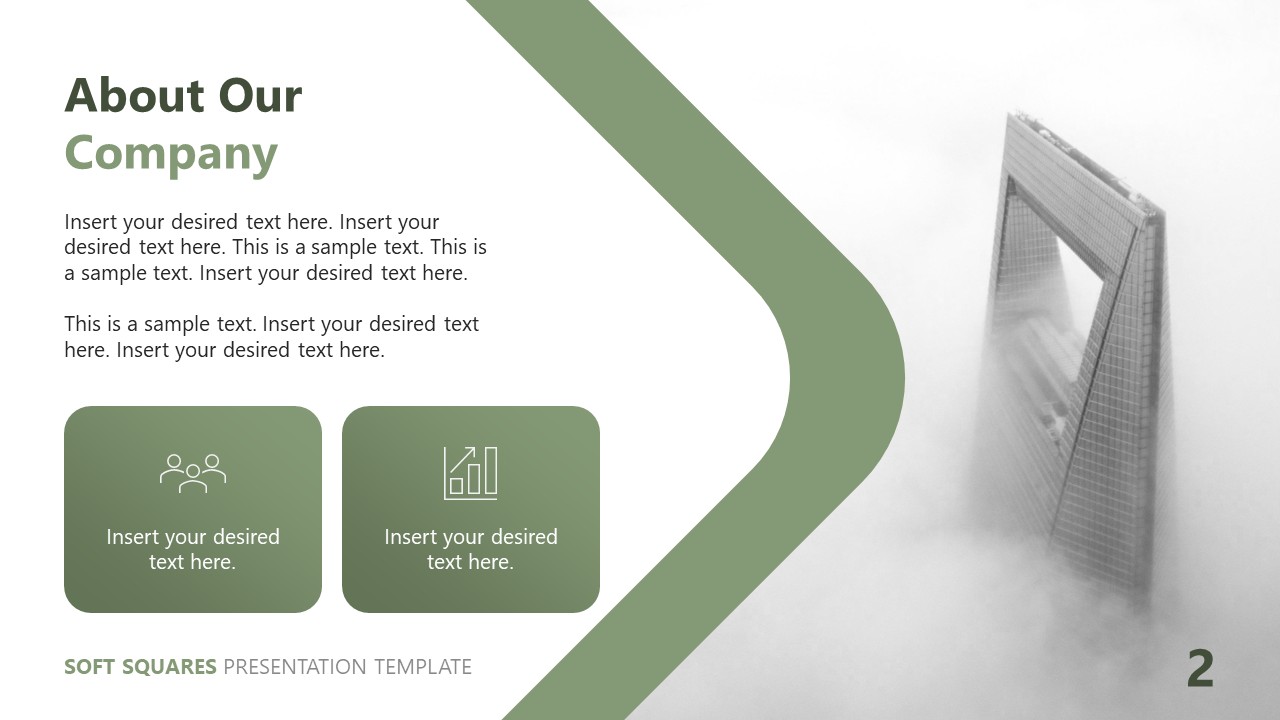 About Our
Company
Insert your desired text here. Insert your
desired text here. This is a sample text. This is
a sample text. Insert your desired text here.
This is a sample text. Insert your desired text
here. Insert your desired text here.
Insert your desired
text here.
Insert your desired
text here.
SOFT SQUARES PRESENTATION TEMPLATE
2